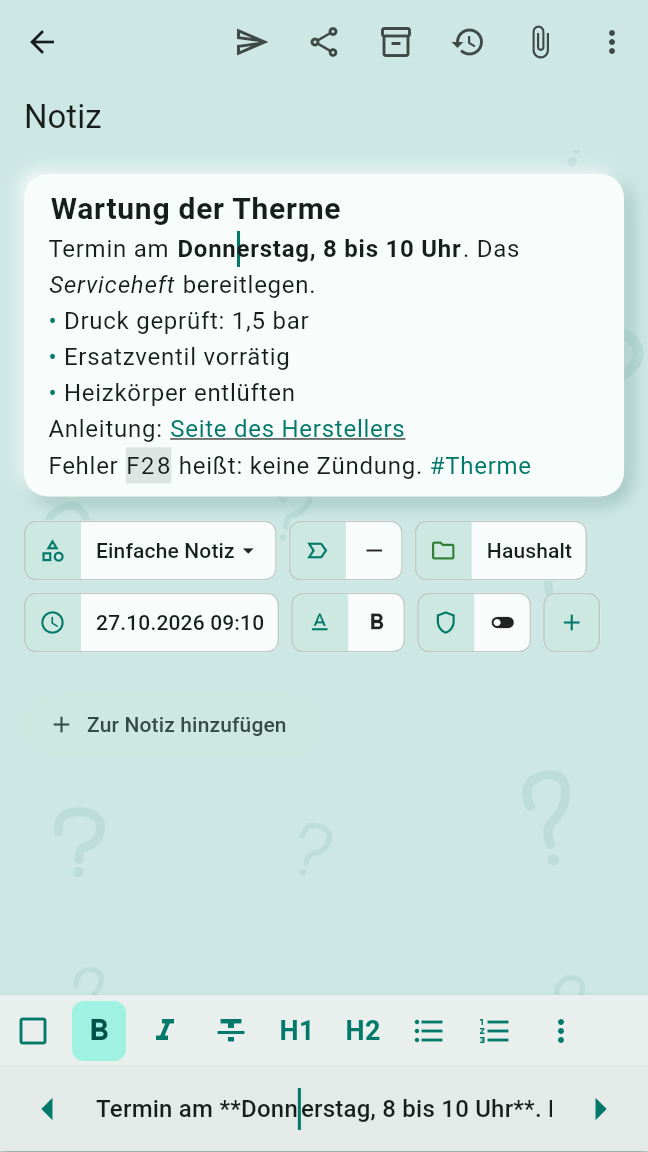 Notiz
Wartung der Therme
Termin am Donnerstag, 8 bis 10 Uhr. Das
Serviceheft bereitlegen.
• Druck geprüft: 1,5 bar
• Ersatzventil vorrätig
• Heizkörper entlüften
Anleitung: Seite des Herstellers
Fehler F28 heißt: keine Zündung. #Therme
Einfache Notiz
Haushalt
27.10.2026 09:10
A B
Zur Notiz hinzufügen
B I T H1 H2
Termin am **Donnerstag, 8 bis 10 Uhr**.